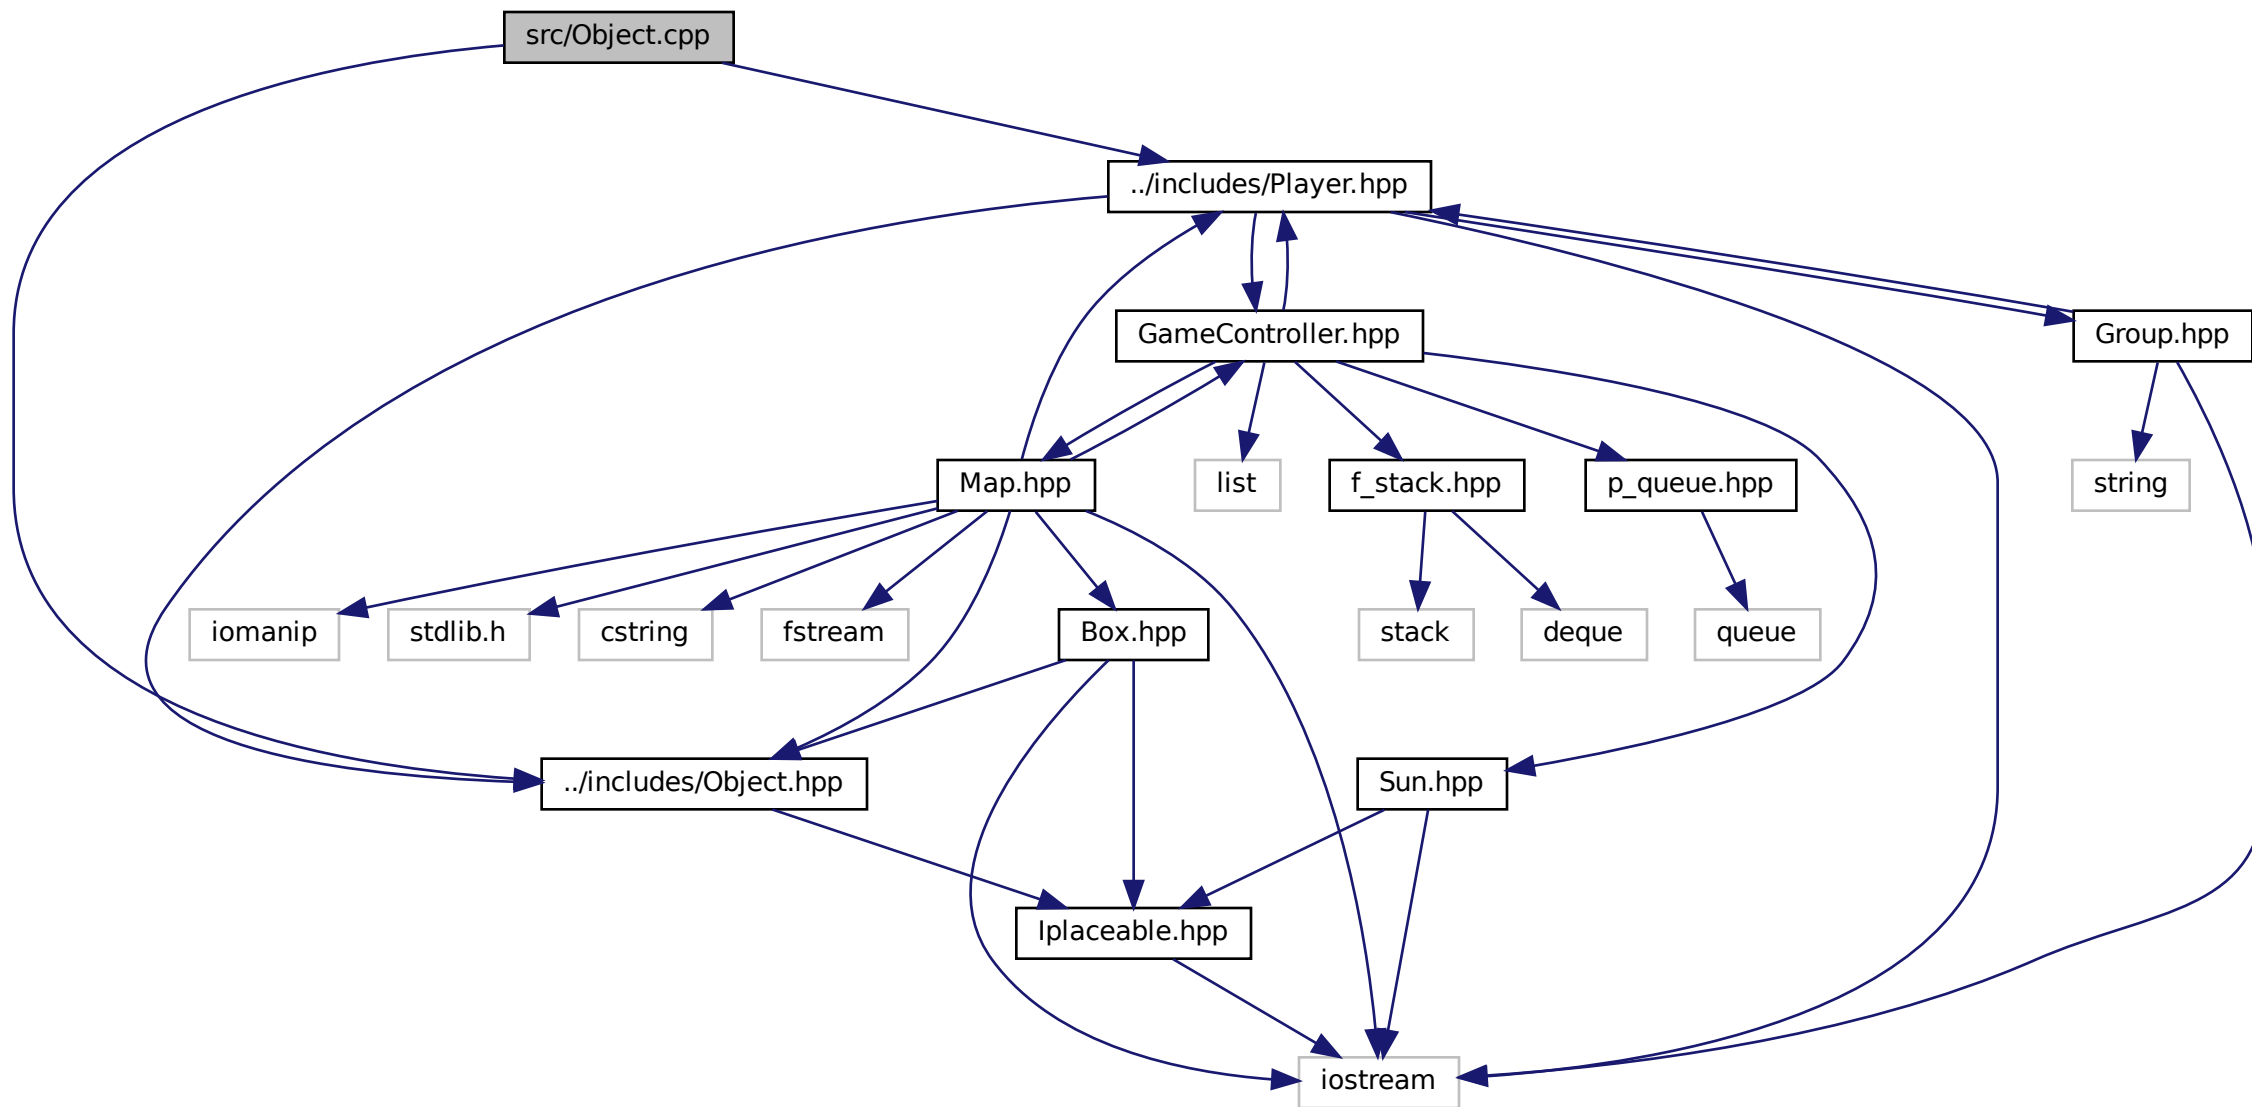 src/Object.cpp
../includes/Player.hpp
GameController.hpp
Group.hpp
Map.hpp
list
f_stack.hpp
p_queue.hpp
string
iomanip
stdlib.h
cstring
fstream
Box.hpp
stack
deque
queue
../includes/Object.hpp
Sun.hpp
Iplaceable.hpp
iostream